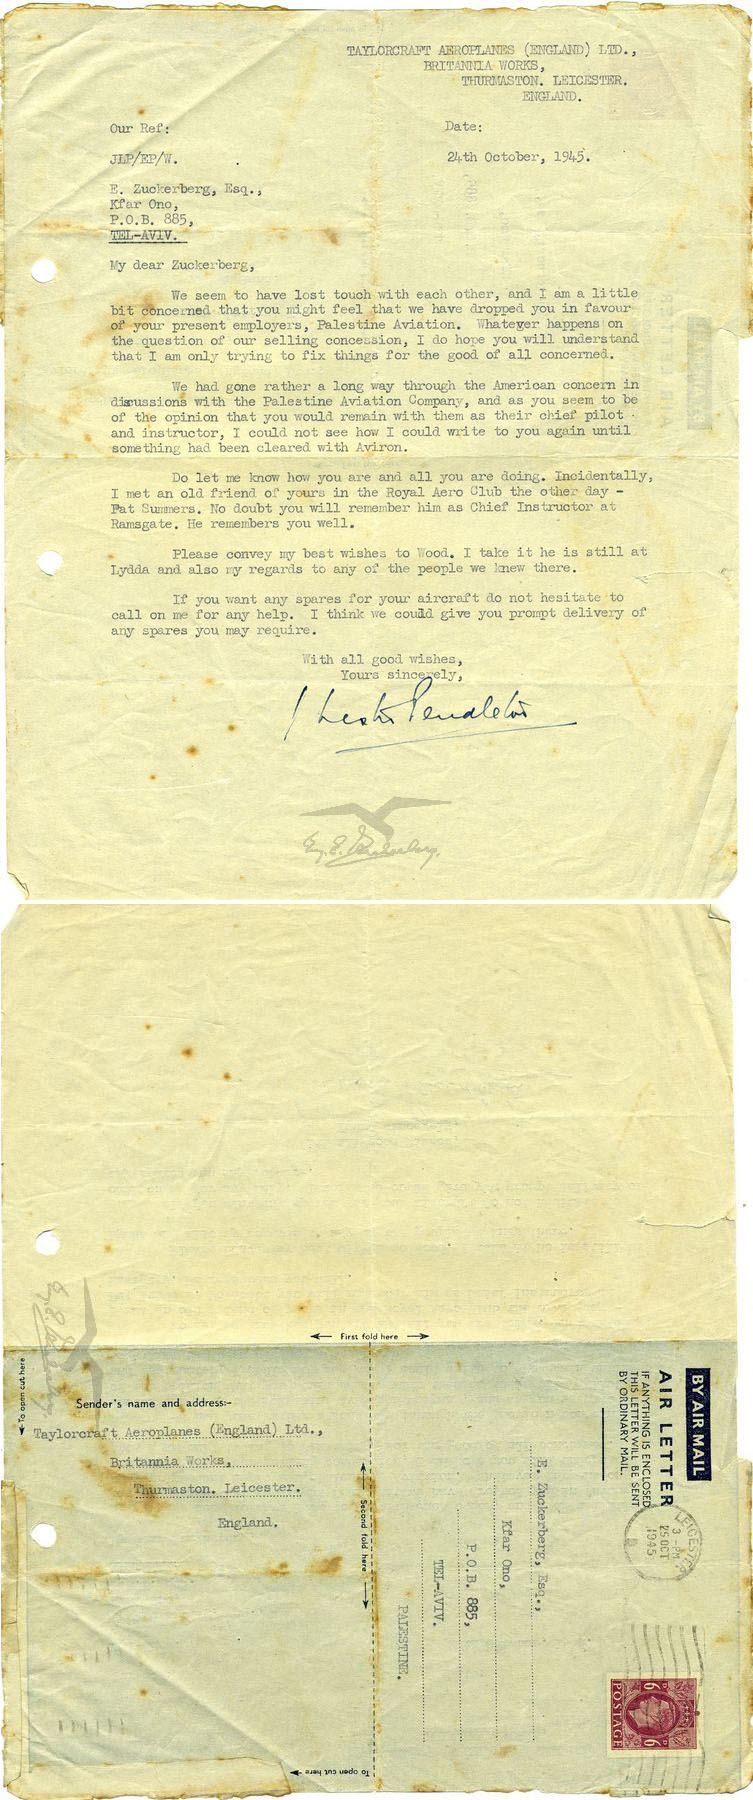 TAYLORCRAFT AEROPLANES (ENGLAND) LTD.,
BRITANNIA WORKS,
THURMASTON. LEICESTER.
ENGLAND.
Our Ref:
Date:
JLP/EP/W.
24th October, 1945.
E. Zuckerberg, Esq.,
Kfar Ono,
P.O.B. 885,
TEL-AVIV.
My dear Zuckerberg,
We seem to have lost touch with each other, and I am a little
bit concerned that you might feel that we have dropped you in favour
of your present employers, Palestine Aviation. Whatever happens on
the question of our selling concession, I do hope you will understand
that I am only trying to fix things for the good of all concerned.
We had gone rather a long way through the American concern in
discussions with the Palestine Aviation Company, and as you seem to be
of the opinion that you would remain with them as their chief pilot
and instructor, I could not see how I could write to you again until
something had been cleared with Aviron.
Do let me know how you are and all you are doing. Incidentally,
I met an old friend of yours in the Royal Aero Club the other day -
Pat Summers. No doubt you will remember him as Chief Instructor at
Ramsgate. He remembers you well.
Please convey my best wishes to Wood. I take it he is still at
Lydda and also my regards to any of the people we knew there.
If you want any spares for your aircraft do not hesitate to
call on me for any help. I think we could give you prompt delivery of
any spares you may require.
With all good wishes,
Yours sincerely,
Pendleton
First fold here
To open cut here
Sender's name and address:-
Taylorcraft Aeroplanes (England) Ltd.,
Britannia Works,
Thurmaston. Leicester.
England.
Second fold here
To open cut here
BY AIR MAIL
AIR LETTER
IF ANYTHING IS ENCLOSED
THIS LETTER WILL BE SENT
BY ORDINARY MAIL.
LEICESTER
3 - PM
25 OCT
1945
E. Zuckerberg, Esq.,
Kfar Ono,
P.O.B. 885,
TEL-AVIV.
PALESTINE.
6D 6D
POSTAGE